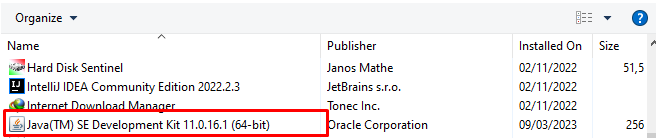 Organize
Name Publisher Installed On Size
Hard Disk Sentinel Janos Mathe 02/11/2022 51,5
IntelliJ IDEA Community Edition 2022.2.3 JetBrains s.r.o. 02/11/2022
Internet Download Manager Tonec Inc. 02/11/2022
Java(TM) SE Development Kit 11.0.16.1 (64-bit) Oracle Corporation 09/03/2023 256